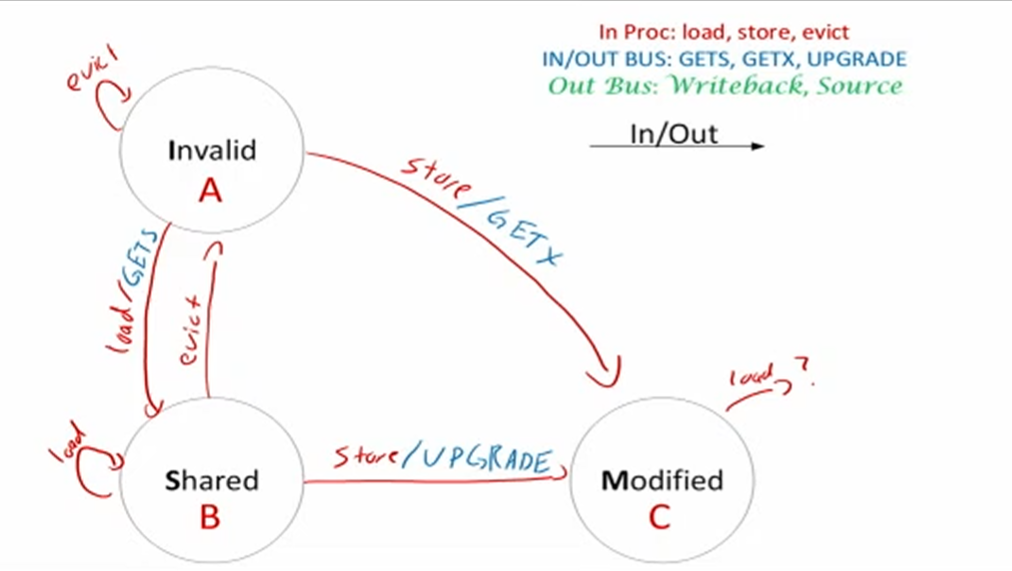 In Proc: load, store, evict
IN/OUT BUS: GETS, GETX, UPGRADE
Out Bus: Writeback, Source
In/Out
evict
Invalid
A
store/GETX
load/GETS
evict
load ?
load
Shared
B
Store/UPGRADE
Modified
C